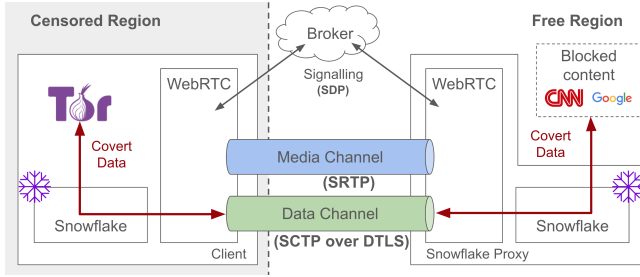 Censored Region
Free Region
Broker
Signalling
(SDP)
WebRTC
WebRTC
Blocked
content
CNN Google
Tor
Covert
Data
Covert
Data
Media Channel
(SRTP)
Data Channel
(SCTP over DTLS)
Snowflake
Snowflake
Client
Snowflake Proxy